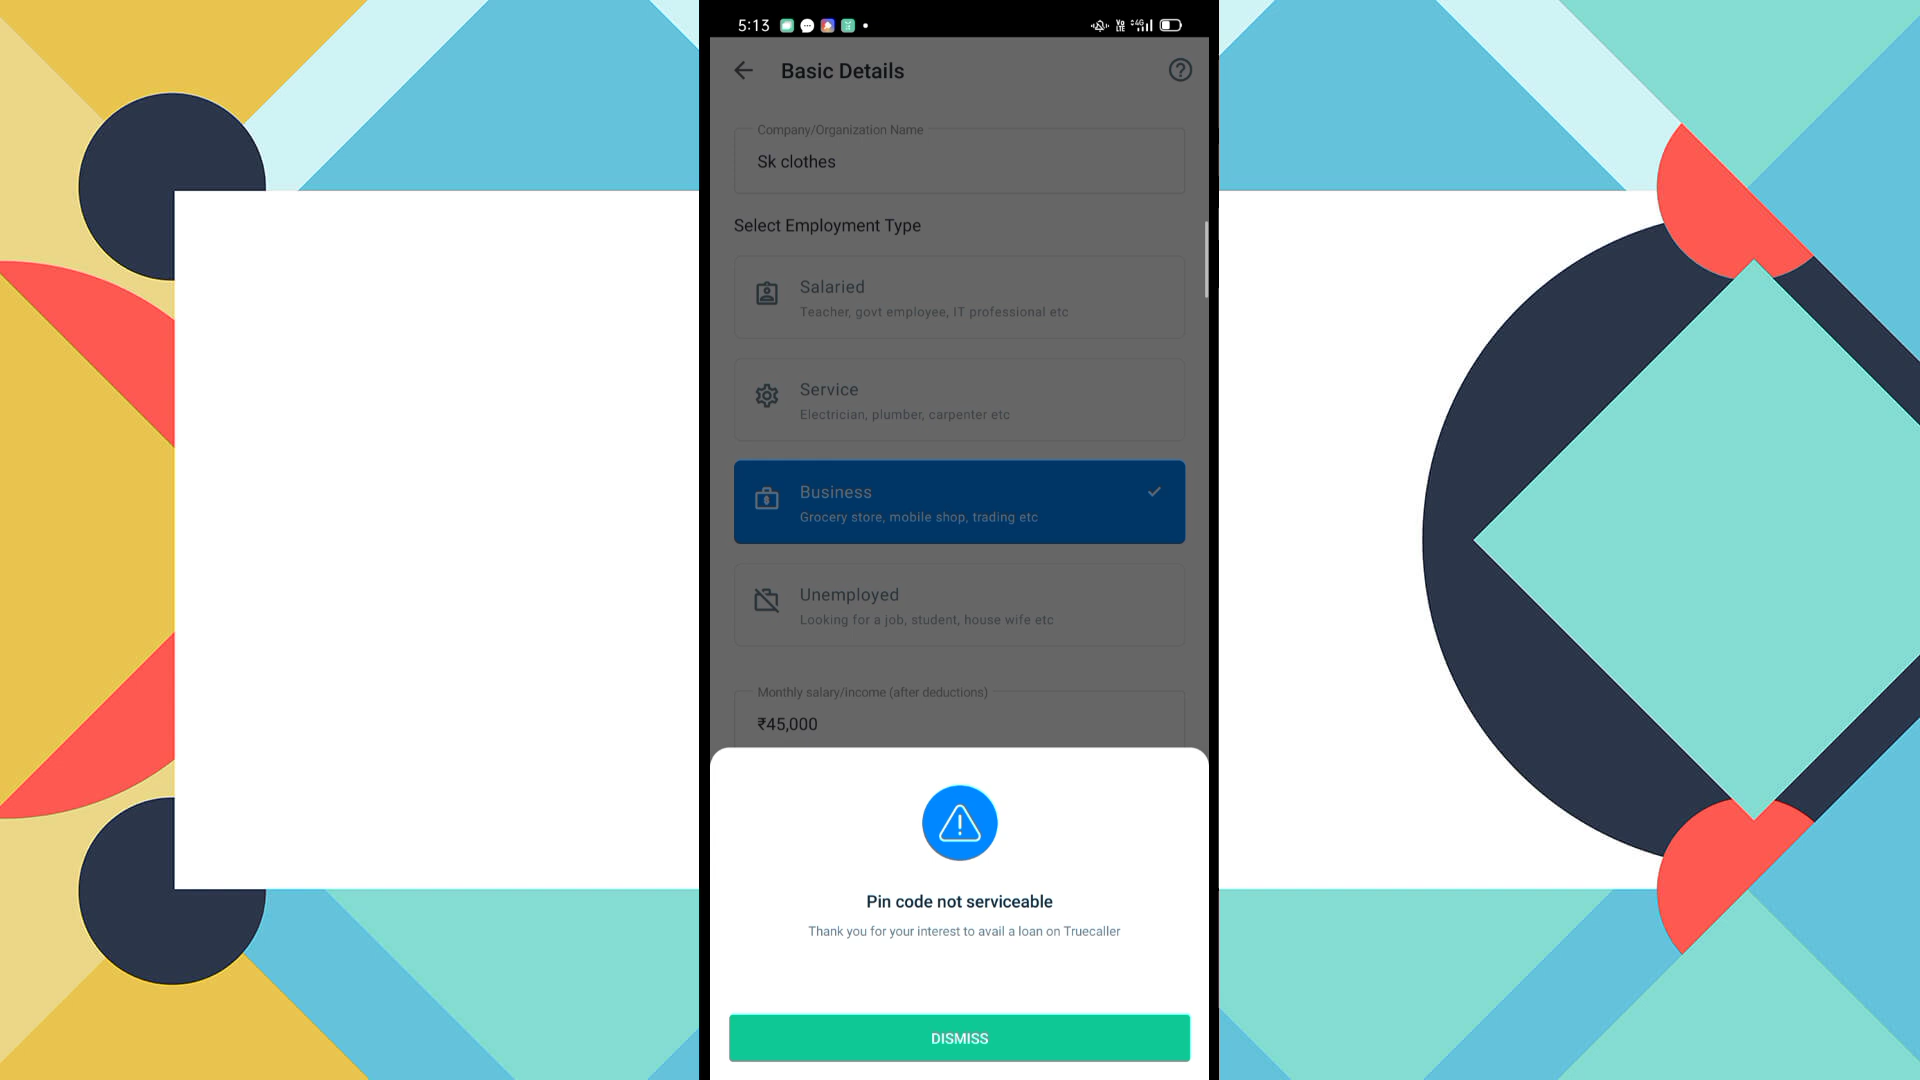 5:13
Vo
LTE
4G
Basic Details
Company/Organization Name
Sk clothes
Select Employment Type
Salaried
Teacher, govt employee, IT professional etc
Service
Electrician, plumber, carpenter etc
Business
Grocery store, mobile shop, trading etc
Unemployed
Looking for a job, student, house wife etc
Monthly salary/income (after deductions)
₹45,000
Pin code not serviceable
Thank you for your interest to avail a loan on Truecaller
DISMISS